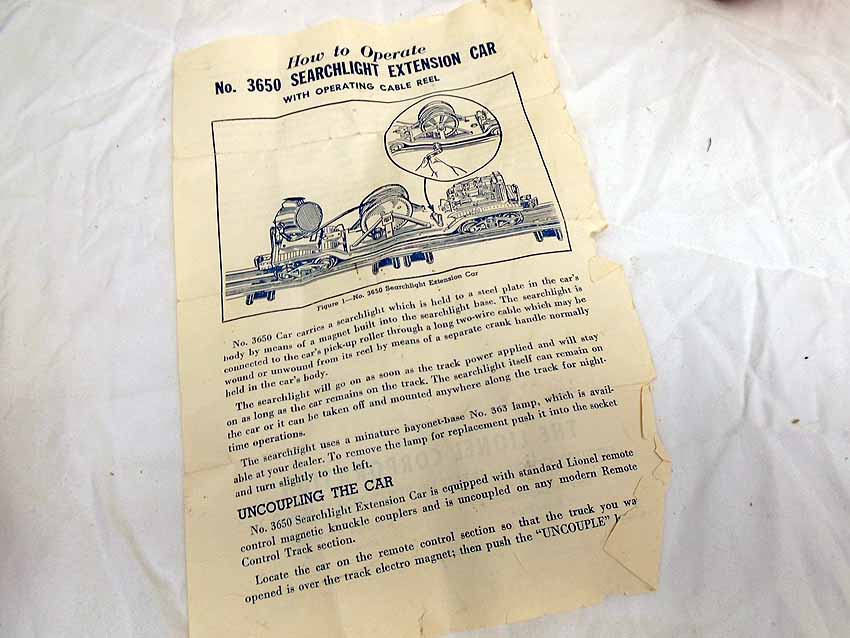 How to Operate
No. 3650 SEARCHLIGHT EXTENSION CAR
WITH OPERATING CABLE REEL
Figure 1—No. 3650 Searchlight Extension Car
No. 3650 Car carries a searchlight which is held to a steel plate in the car's
body by means of a magnet built into the searchlight base. The searchlight is
connected to the car's pick-up roller through a long two-wire cable which may be
wound or unwound from its reel by means of a separate crank handle normally
held in the car's body.
The searchlight will go on as soon as the track power applied and will stay
on as long as the car remains on the track. The searchlight itself can remain on
the car or it can be taken off and mounted anywhere along the track for night-
time operations.
The searchlight uses a minature bayonet-base No. 363 lamp, which is avail-
able at your dealer. To remove the lamp for replacement push it into the socket
and turn slightly to the left.
UNCOUPLING THE CAR
No. 3650 Searchlight Extension Car is equipped with standard Lionel remote
control magnetic knuckle couplers and is uncoupled on any modern Remote
Control Track section.
Locate the car on the remote control section so that the truck you wa
opened is over the track electro magnet; then push the "UNCOUPLE"